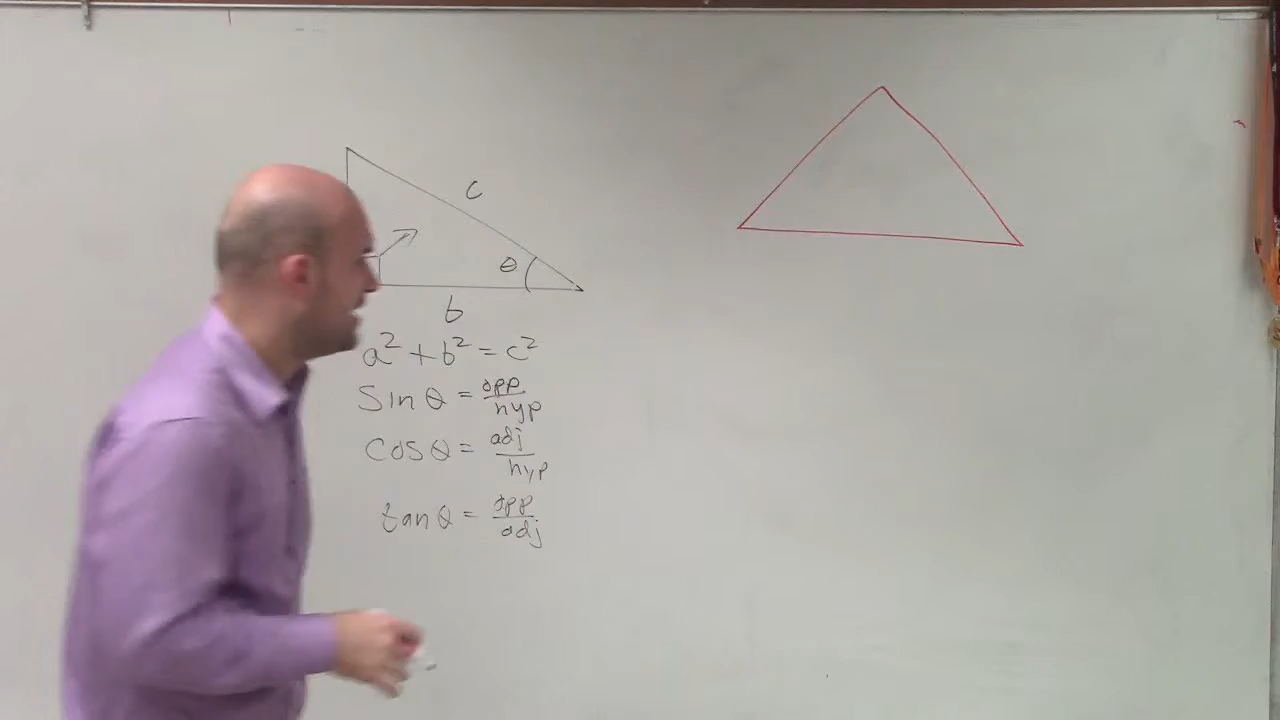 c
θ
b
a² + b² = c²
Sin θ = opp/hyp
cos θ = adj/hyp
tan θ = opp/adj